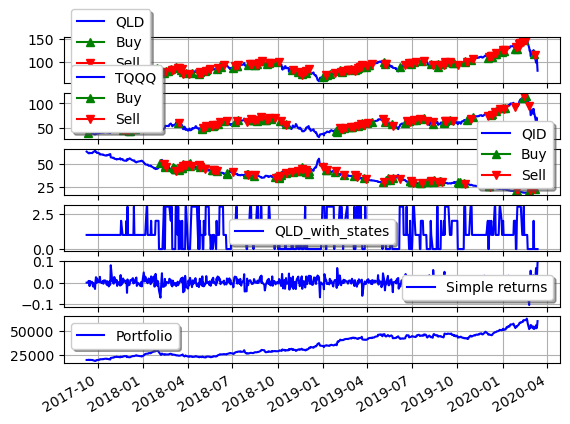 QLD
Buy
Sell
150
100
TQQQ
Buy
Sell
100
50
QID
Buy
Sell
50
25
2.5
0.0
QLD_with_states
0.1
0.0
−0.1
Simple returns
50000
25000
Portfolio
2017-10
2018-01
2018-04
2018-07
2018-10
2019-01
2019-04
2019-07
2019-10
2020-01
2020-04